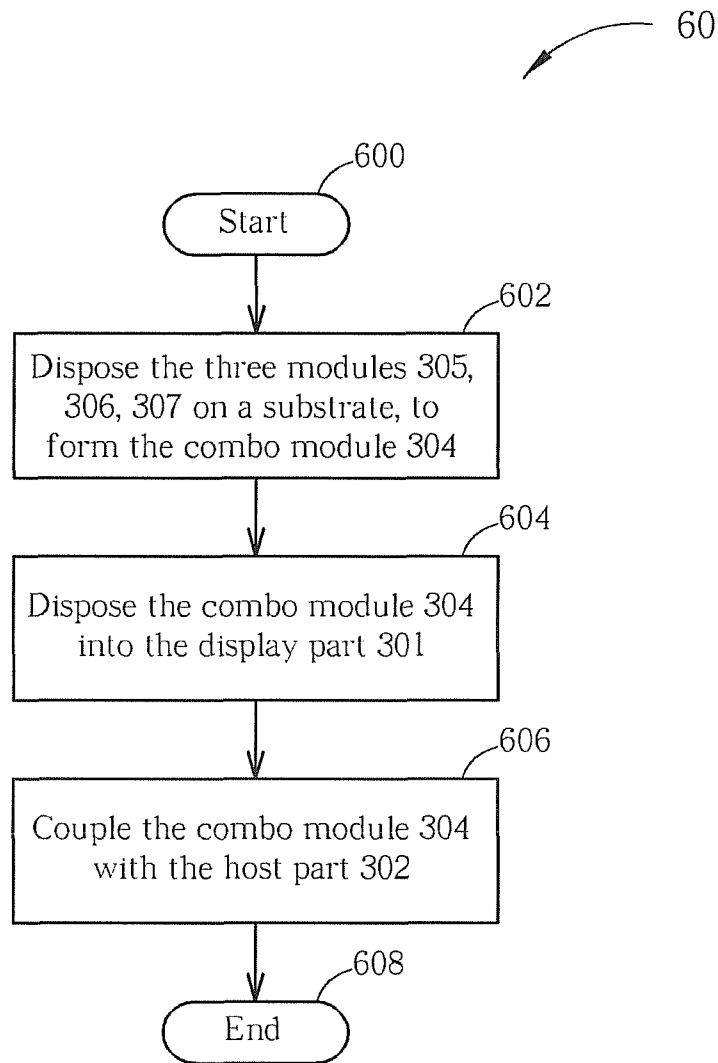 60
600
Start
602
Dispose the three modules 305,
306, 307 on a substrate, to
form the combo module 304
604
Dispose the combo module 304
into the display part 301
606
Couple the combo module 304
with the host part 302
608
End